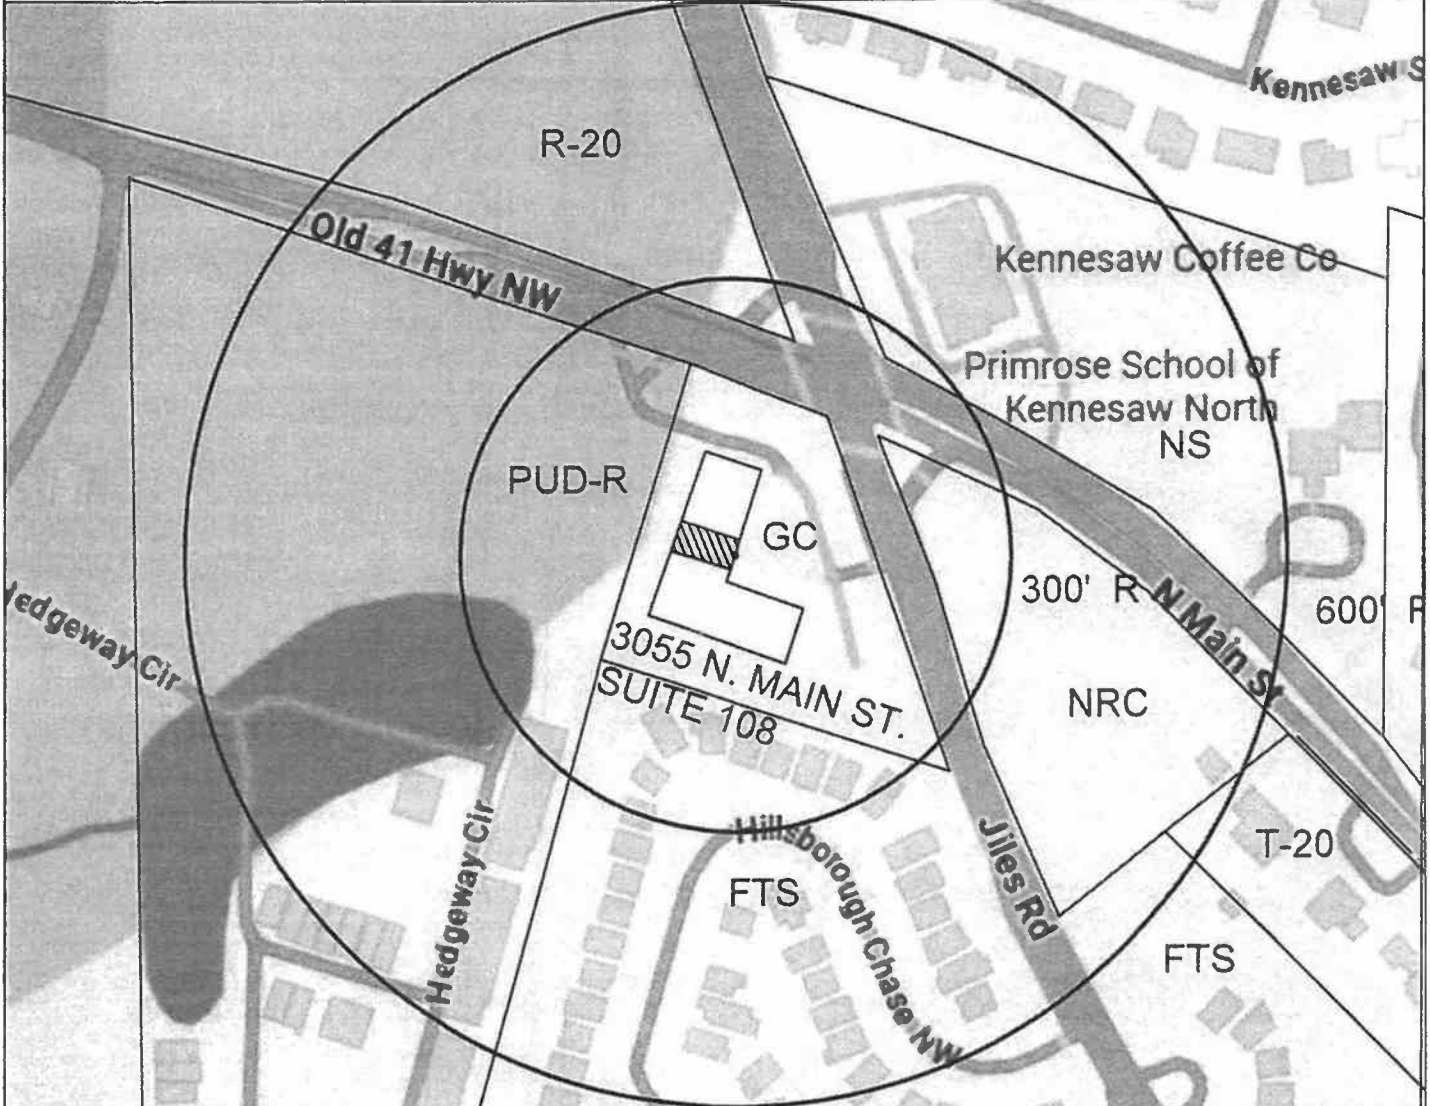 Kennesaw S
R-20
Old 41 Hwy NW
Kennesaw Coffee Co
Primrose School of
Kennesaw North
NS
PUD-R
GC
300' R
N Main St
600' R
Hedgeway Cir
3055 N. MAIN ST.
SUITE 108
NRC
Hedgeway Cir
Hillsborough Chase NW
Jiles Rd
T-20
FTS
FTS